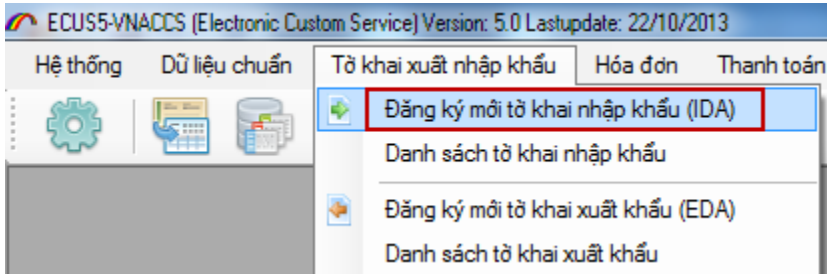 ECUS5-VNACCS (Electronic Custom Service) Version: 5.0 Lastupdate: 22/10/2013
Hệ thống Dữ liệu chuẩn Tờ khai xuất nhập khẩu Hóa đơn Thanh toán
Đăng ký mới tờ khai nhập khẩu (IDA)
Danh sách tờ khai nhập khẩu
Đăng ký mới tờ khai xuất khẩu (EDA)
Danh sách tờ khai xuất khẩu